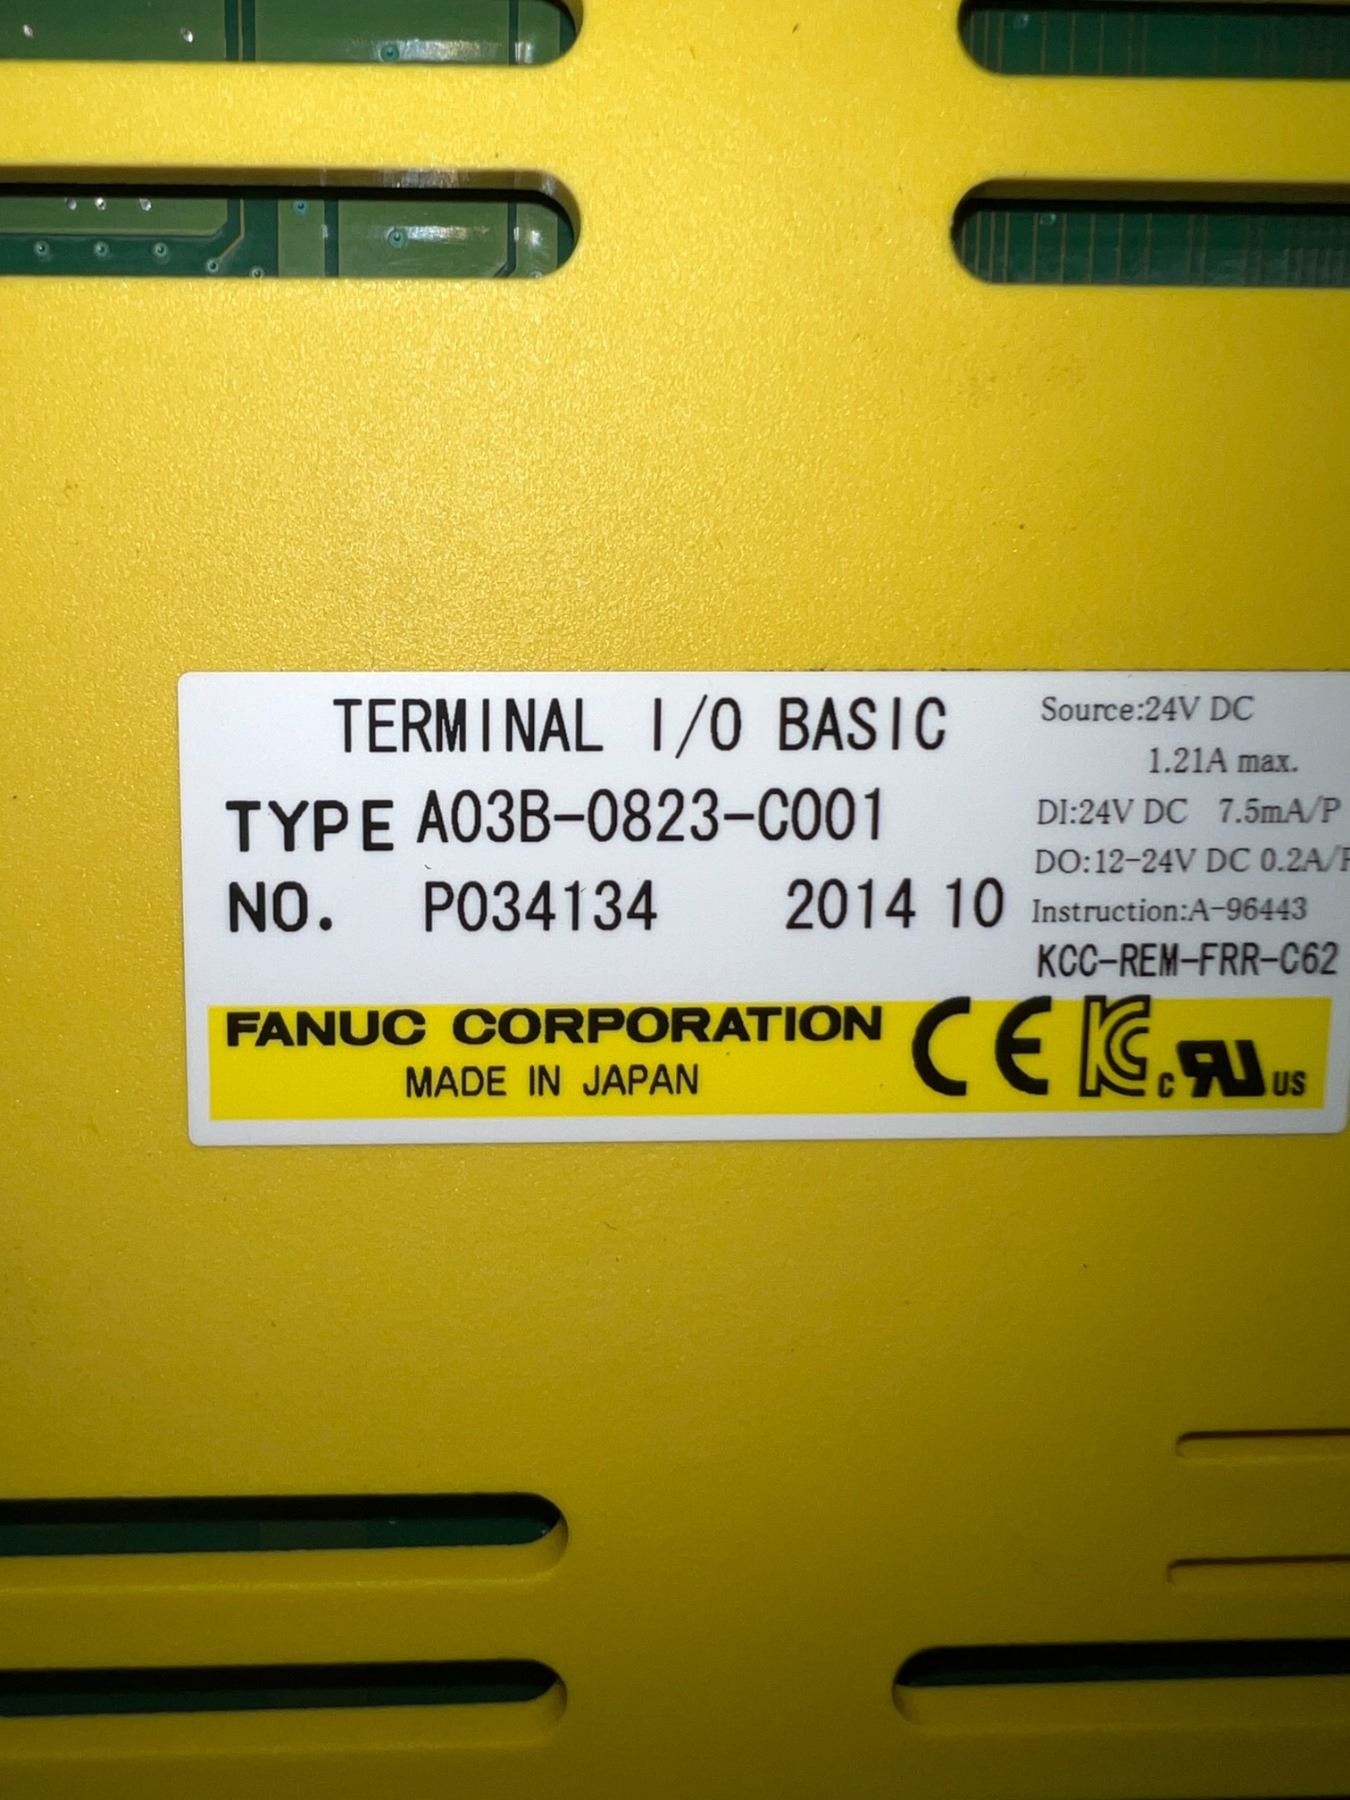 TERMINAL I/O BASIC
TYPE A03B-0823-C001
NO. P034134 2014 10
Source:24V DC
1.21A max.
DI:24V DC 7.5mA/P
DO:12-24V DC 0.2A/P
Instruction:A-96443
KCC-REM-FRR-C62
FANUC CORPORATION
MADE IN JAPAN
CE KC c RU US